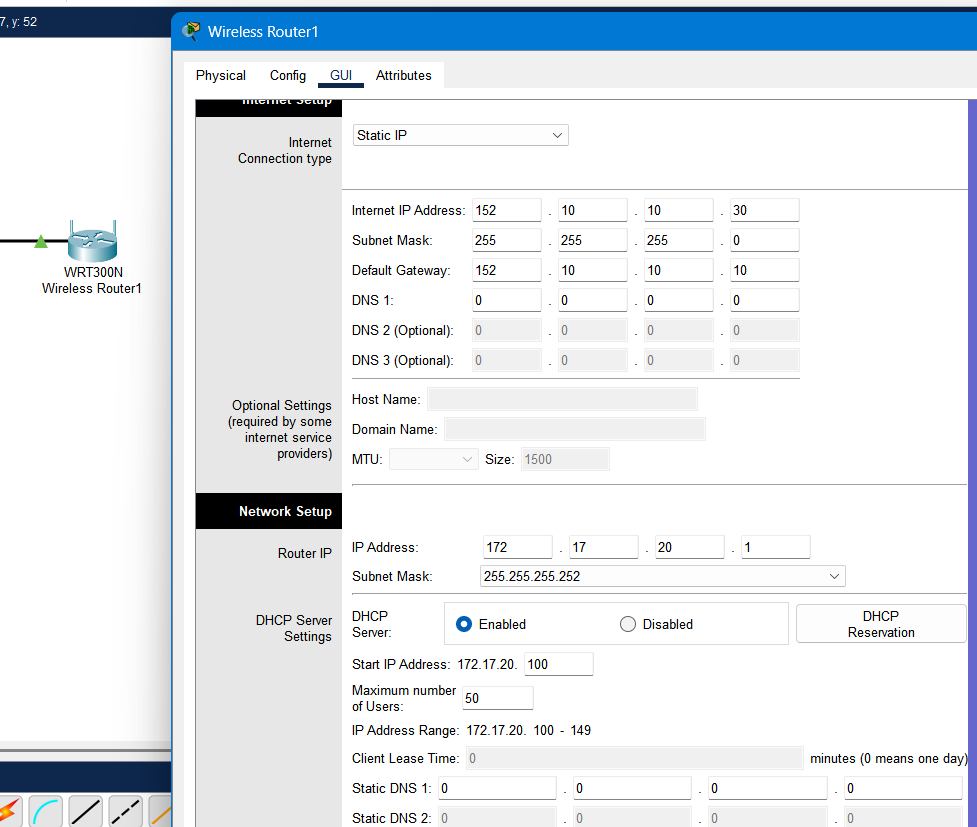 7, y: 52
Wireless Router1
Physical Config GUI Attributes
Internet Setup
Internet
Connection type
Static IP
Internet IP Address: 152 . 10 . 10 . 30
Subnet Mask: 255 . 255 . 255 . 0
Default Gateway: 152 . 10 . 10 . 10
DNS 1: 0 . 0 . 0 . 0
DNS 2 (Optional): 0 . 0 . 0 . 0
DNS 3 (Optional): 0 . 0 . 0 . 0
WRT300N
Wireless Router1
Optional Settings
(required by some
internet service
providers)
Host Name:
Domain Name:
MTU: Size: 1500
Network Setup
Router IP
IP Address: 172 . 17 . 20 . 1
Subnet Mask: 255.255.255.252
DHCP Server
Settings
DHCP
Server:
Enabled Disabled
DHCP
Reservation
Start IP Address: 172.17.20. 100
Maximum number
of Users: 50
IP Address Range: 172.17.20. 100 - 149
Client Lease Time: 0 minutes (0 means one day)
Static DNS 1: 0 . 0 . 0 . 0
Static DNS 2: 0 . 0 . 0 . 0